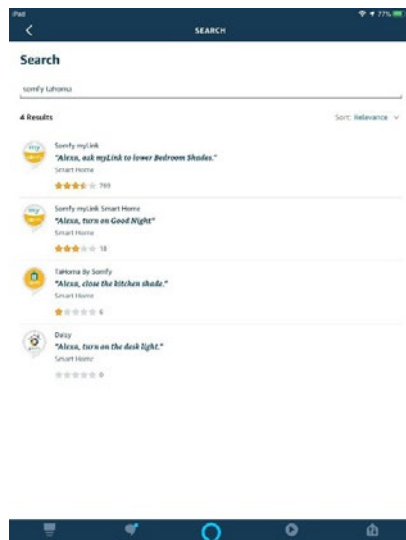 iPad
77%
SEARCH
Search
somfy tahoma
4 Results
Sort: Relevance
Somfy myLink
"Alexa, ask myLink to lower Bedroom Shades."
Smart Home
769
Somfy myLink Smart Home
"Alexa, turn on Good Night"
Smart Home
18
TaHoma By Somfy
"Alexa, close the kitchen shade."
Smart Home
6
Daisy
"Alexa, turn on the desk light."
Smart Home
0